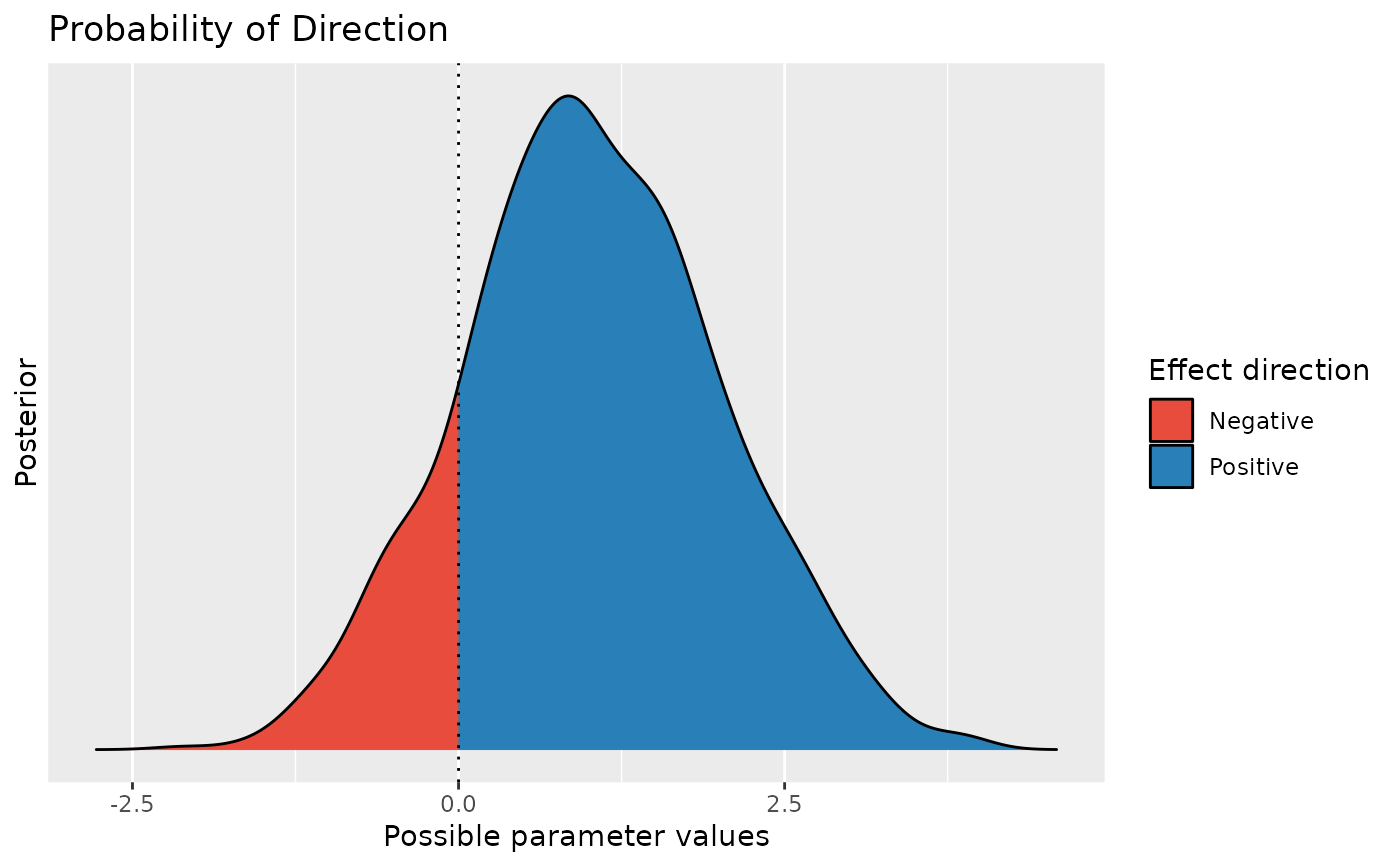 Probability of Direction
Posterior
-2.5
0.0
2.5
Possible parameter values
Effect direction
Negative
Positive